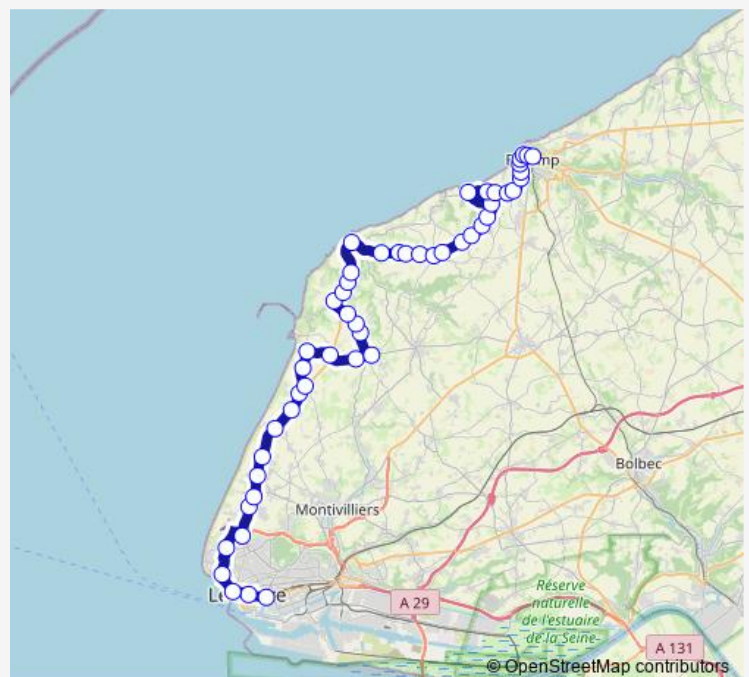 Bolbec
Montivilliers
A 29
Réserve
naturelle
de l'estuaire
de la Seine
A 131
© OpenStreetMap contributors